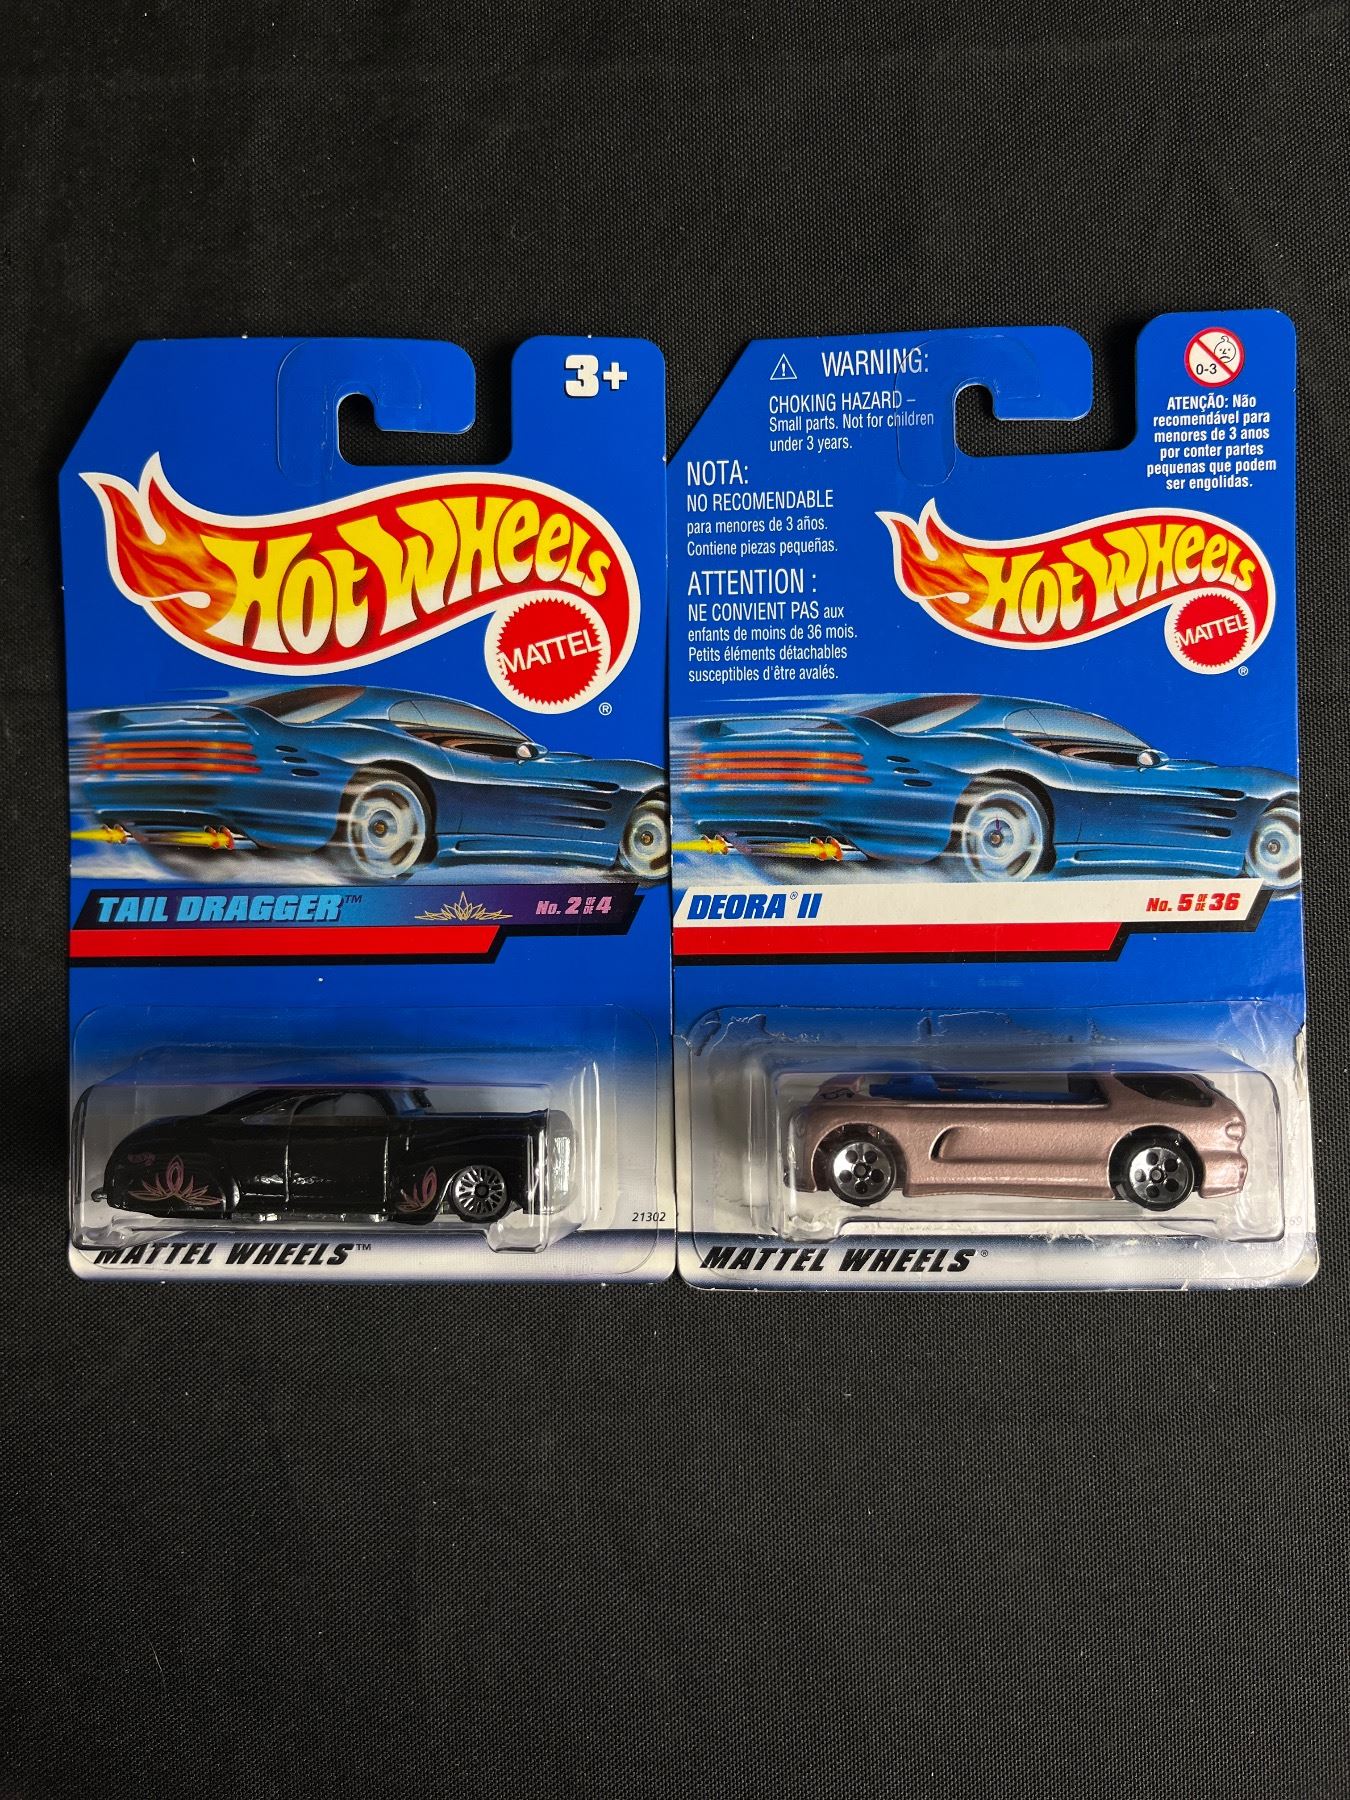 3+
HOT WHEELS
MATTEL
®
TAIL DRAGGER™
No. 2 OF DE 4
21302
MATTEL WHEELS™
WARNING:
CHOKING HAZARD –
Small parts. Not for children
under 3 years.
NOTA:
NO RECOMENDABLE
para menores de 3 años.
Contiene piezas pequeñas.
ATTENTION :
NE CONVIENT PAS aux
enfants de moins de 36 mois.
Petits éléments détachables
susceptibles d'être avalés.
0-3
ATENÇÃO: Não
recomendável para
menores de 3 anos
por conter partes
pequenas que podem
ser engolidas.
HOT WHEELS
MATTEL
®
DEORA® II
No. 5 OF DE 36
MATTEL WHEELS®